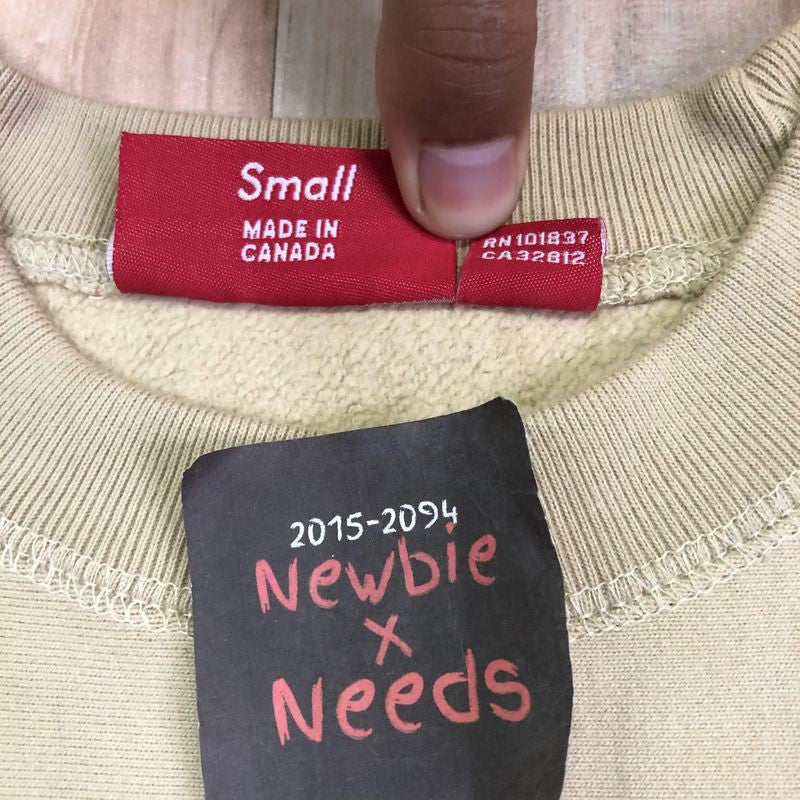 Small
MADE IN
CANADA
RN101837
CA32812
2015-2094
Newbie
x
Needs